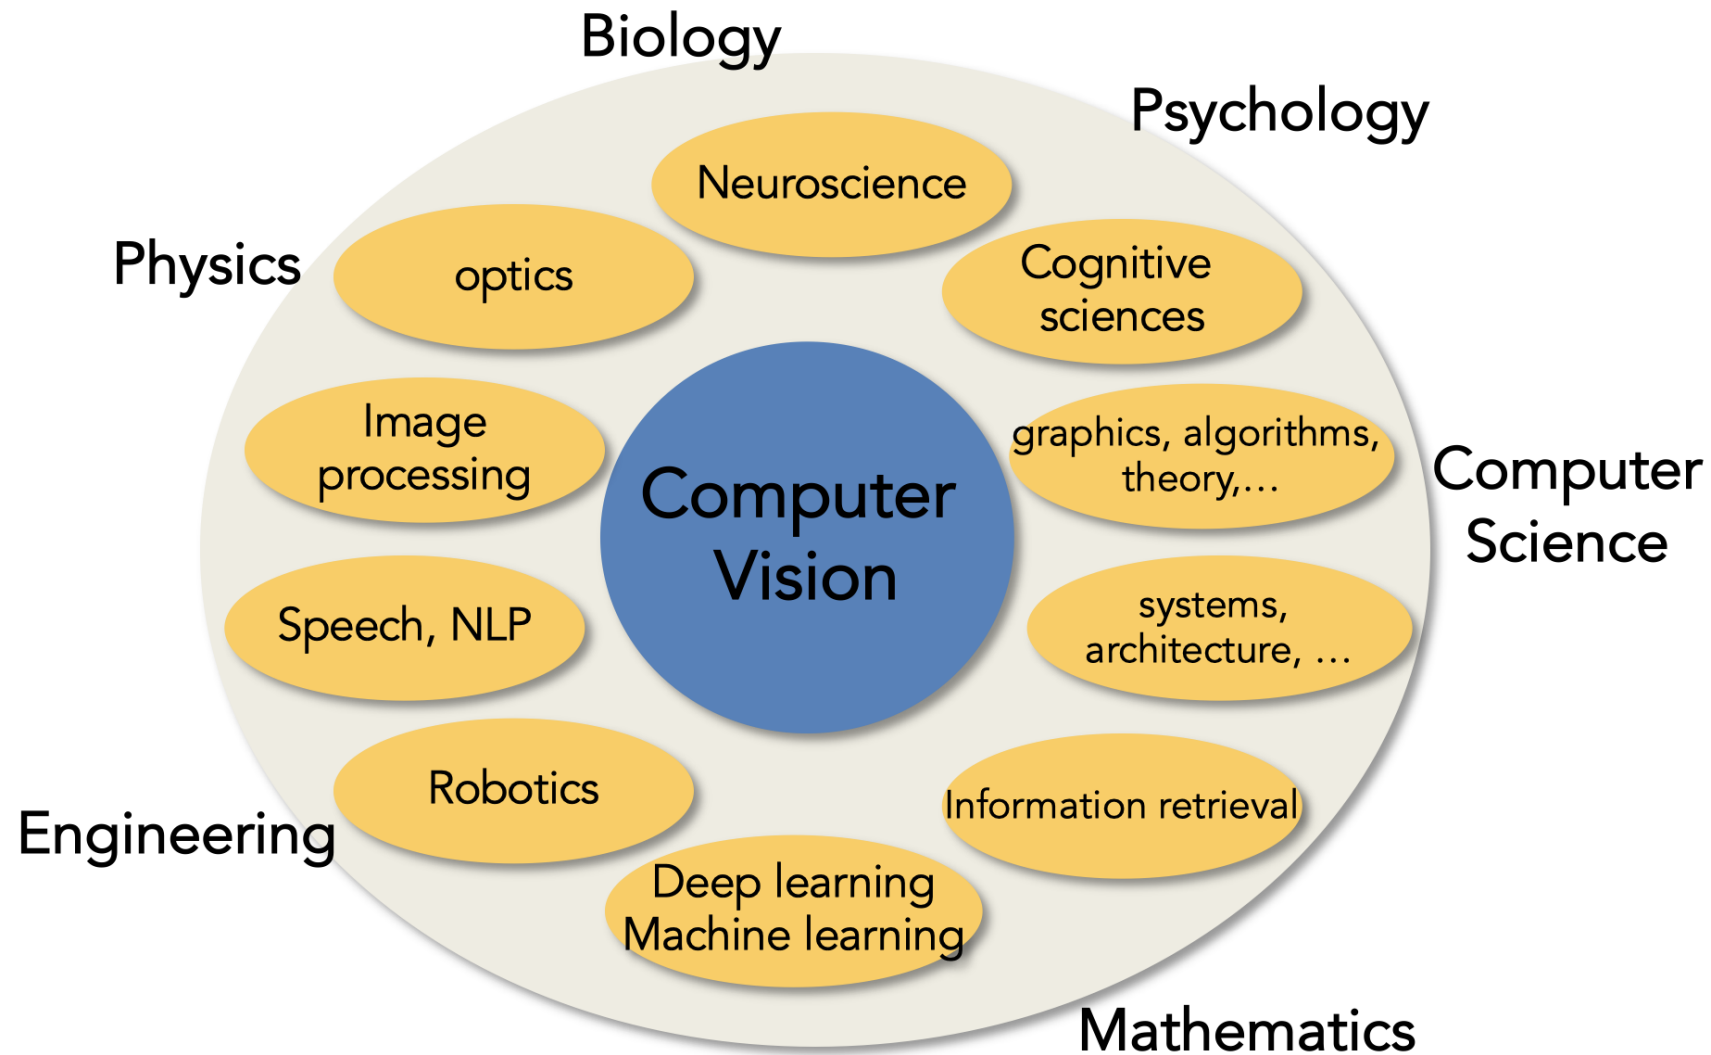 Biology
Psychology
Neuroscience
Physics
optics
Cognitive
sciences
Image
processing
graphics, algorithms,
theory,…
Computer
Science
Computer
Vision
Speech, NLP
systems,
architecture, …
Robotics
Information retrieval
Engineering
Deep learning
Machine learning
Mathematics